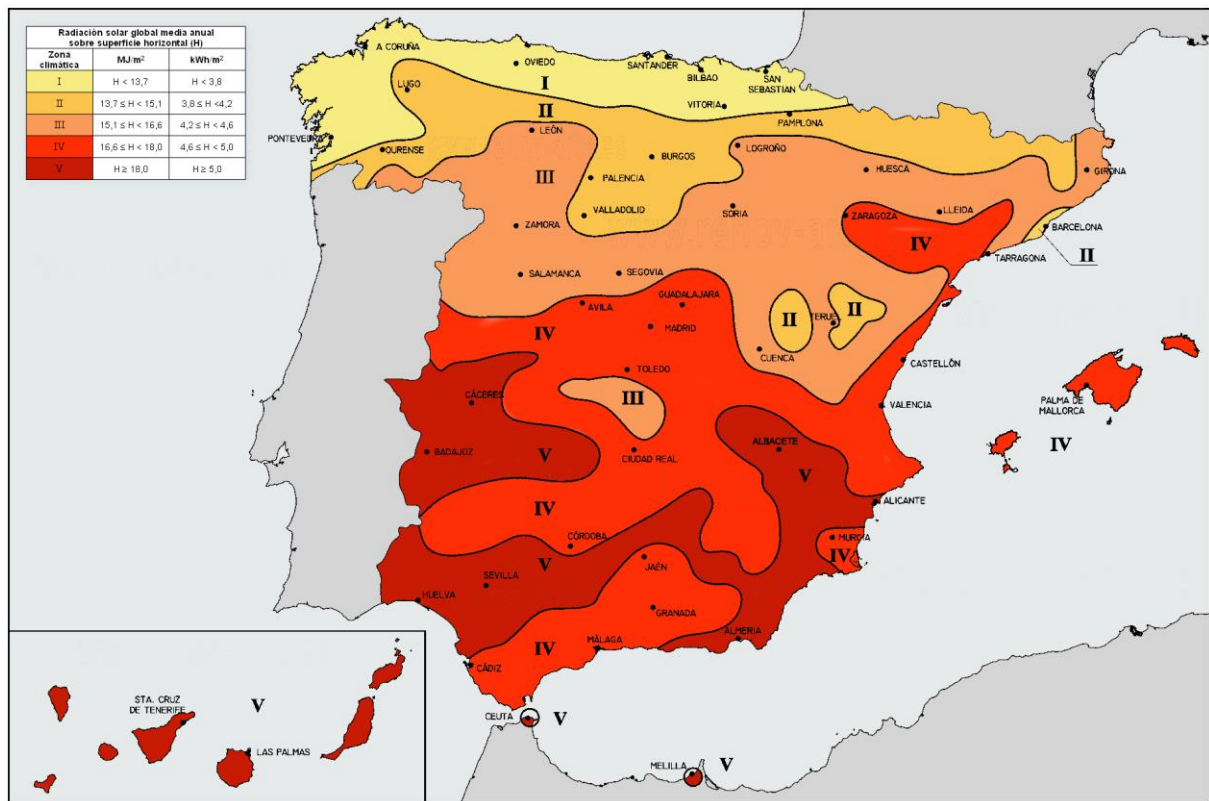 Radiación solar global media anual
sobre superficie horizontal (H)
Zona climática MJ/m² kWh/m²
I H < 13,7 H < 3,8
II 13,7 ≤ H < 15,1 3,8 ≤ H <4,2
III 15,1 ≤ H < 16,6 4,2 ≤ H < 4,6
IV 16,6 ≤ H < 18,0 4,6 ≤ H < 5,0
V H ≥ 18,0 H ≥ 5,0
A CORUÑA
OVIEDO
SANTANDER
BILBAO
SAN
SEBASTIAN
I
LUGO
VITORIA
II
PAMPLONA
PONTEVEDRA
LEÓN
OURENSE
LOGROÑO
BURGOS
III
PALENCIA
HUESCA
GIRONA
VALLADOLID
SORIA
ZARAGOZA
LLEIDA
ZAMORA
BARCELONA
IV
II
TARRAGONA
SALAMANCA
SEGOVIA
AVILA
GUADALAJARA
II
II
TERUEL
IV
MADRID
CUENCA
CASTELLÓN
TOLEDO
CÁCERES
III
VALENCIA
PALMA DE
MALLORCA
IV
ALBACETE
BADAJOZ
V
CIUDAD REAL
V
ALICANTE
IV
CÓRDOBA
MURCIA
IV
V
JAÉN
SEVILLA
HUELVA
GRANADA
ALMERIA
MÁLAGA
IV
CÁDIZ
STA. CRUZ
DE TENERIFE
V
LAS PALMAS
CEUTA
V
MELILLA
V